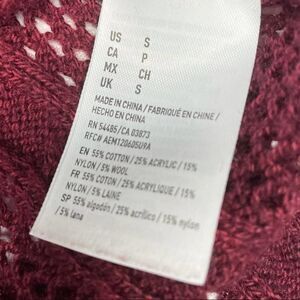 US S
CA P
MX CH
UK S
MADE IN CHINA / FABRIQUÉ EN CHINE /
HECHO EN CHINA
RN 54485/CA 03873
RFC# AEM120605U9A
EN 55% COTTON / 25% ACRYLIC / 15%
NYLON / 5% WOOL
FR 55% COTON / 25% ACRYLIQUE / 15%
NYLON / 5% LAINE
SP 55% algodón / 25% acrílico / 15% nylon
/ 5% lana